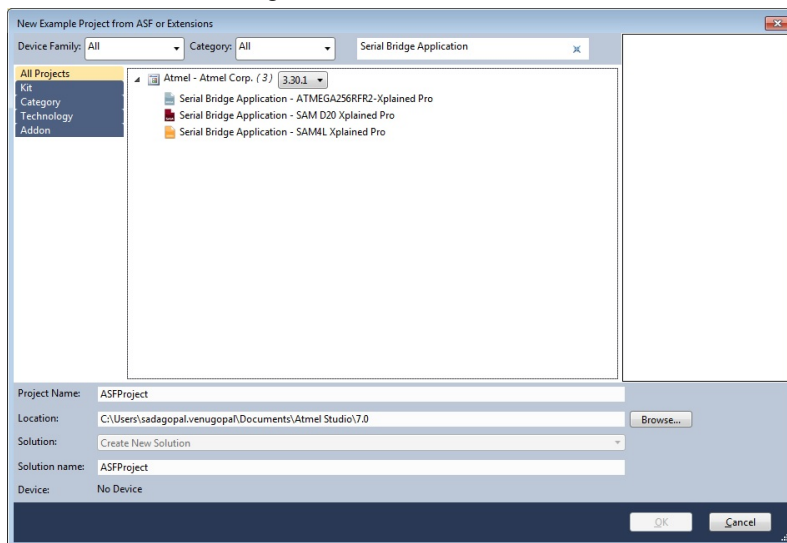 New Example Project from ASF or Extensions
Device Family: All Category: All Serial Bridge Application
All Projects
Kit
Category
Technology
Addon
Atmel - Atmel Corp. (3) 3.30.1
Serial Bridge Application - ATMEGA256RFR2-Xplained Pro
Serial Bridge Application - SAM D20 Xplained Pro
Serial Bridge Application - SAM4L Xplained Pro
Project Name: ASFProject
Location: C:\Users\sadagopal.venugopal\Documents\Atmel Studio\7.0 Browse...
Solution: Create New Solution
Solution name: ASFProject
Device: No Device
OK Cancel